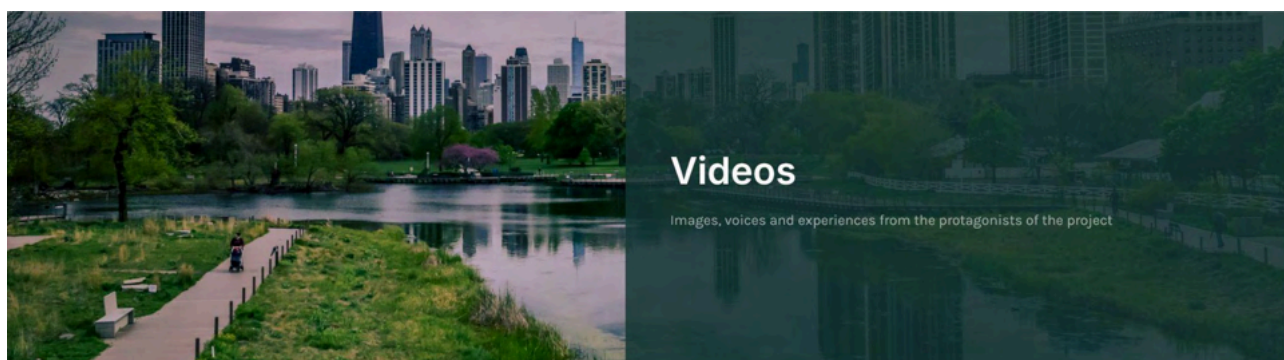 Videos
Images, voices and experiences from the protagonists of the project